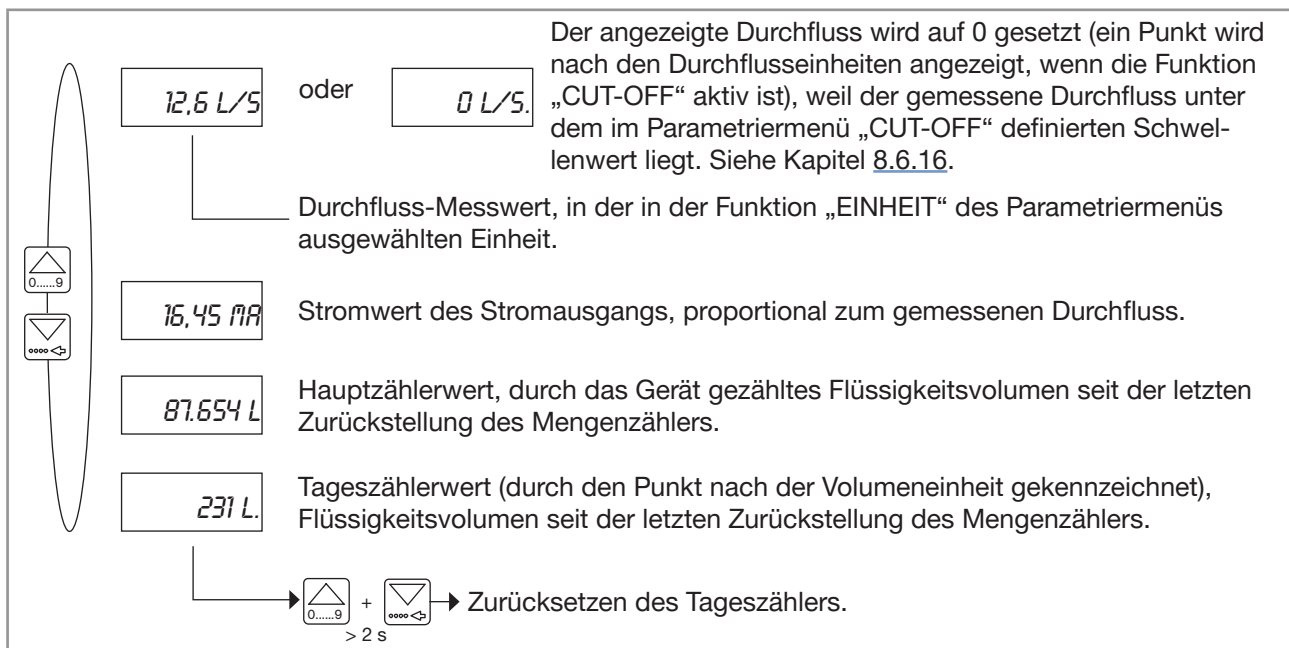 12,6 L/S
oder
0 L/S.
Der angezeigte Durchfluss wird auf 0 gesetzt (ein Punkt wird
nach den Durchflusseinheiten angezeigt, wenn die Funktion
„CUT-OFF“ aktiv ist), weil der gemessene Durchfluss unter
dem im Parametriermenü „CUT-OFF“ definierten Schwel-
lenwert liegt. Siehe Kapitel 8.6.16.
Durchfluss-Messwert, in der in der Funktion „EINHEIT“ des Parametriermenüs
ausgewählten Einheit.
0......9
16,45 MA
Stromwert des Stromausgangs, proportional zum gemessenen Durchfluss.
87.654 L
Hauptzählerwert, durch das Gerät gezähltes Flüssigkeitsvolumen seit der letzten
Zurückstellung des Mengenzählers.
231 L.
Tageszählerwert (durch den Punkt nach der Volumeneinheit gekennzeichnet),
Flüssigkeitsvolumen seit der letzten Zurückstellung des Mengenzählers.
0......9 + Zurücksetzen des Tageszählers.
> 2 s